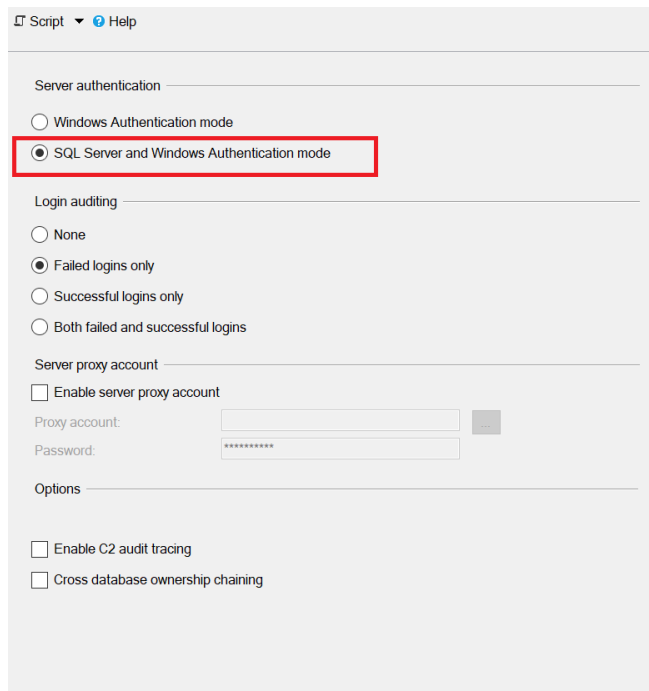 Script Help
Server authentication
Windows Authentication mode
SQL Server and Windows Authentication mode
Login auditing
None
Failed logins only
Successful logins only
Both failed and successful logins
Server proxy account
Enable server proxy account
Proxy account:
...
Password: **********
Options
Enable C2 audit tracing
Cross database ownership chaining